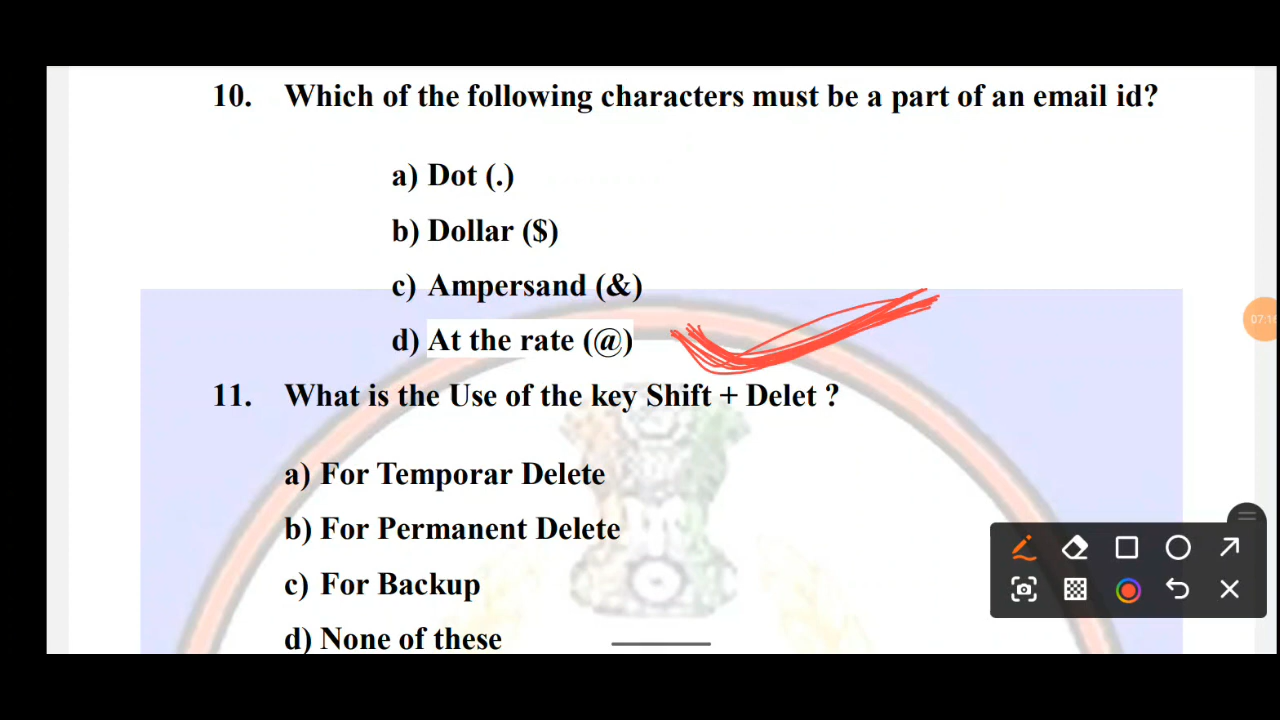 10. Which of the following characters must be a part of an email id?
a) Dot (.)
b) Dollar ($)
c) Ampersand (&)
d) At the rate (@)
11. What is the Use of the key Shift + Delet ?
a) For Temporar Delete
b) For Permanent Delete
c) For Backup
d) None of these